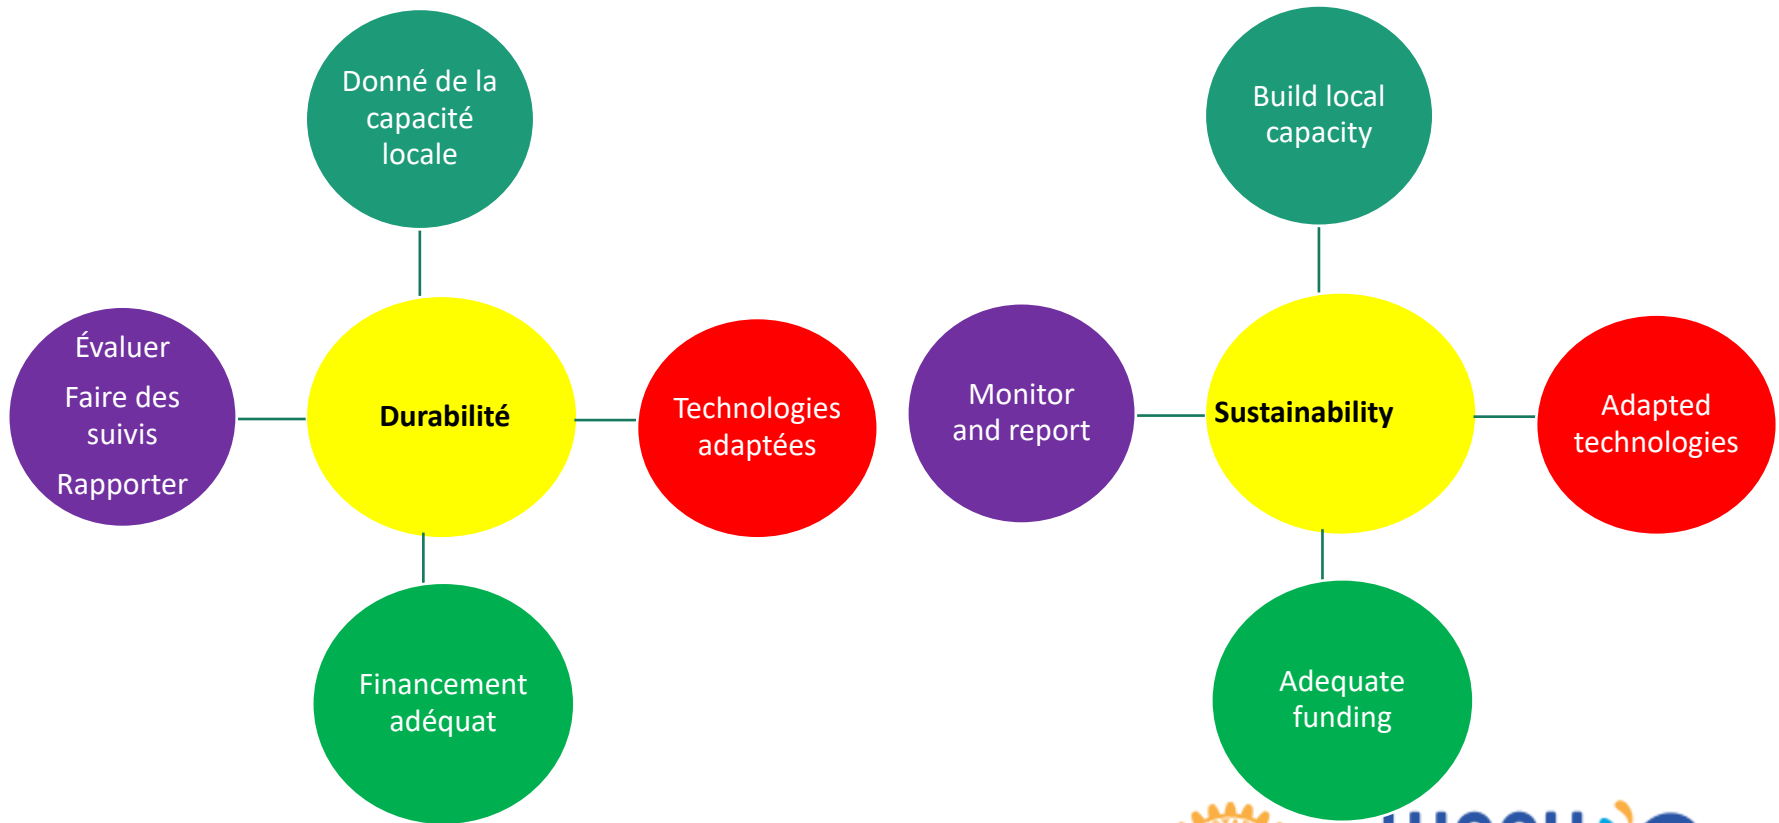 Donné de la
capacité
locale
Évaluer
Faire des
suivis
Rapporter
Durabilité
Technologies
adaptées
Financement
adéquat
Build local
capacity
Monitor
and report
Sustainability
Adapted
technologies
Adequate
funding